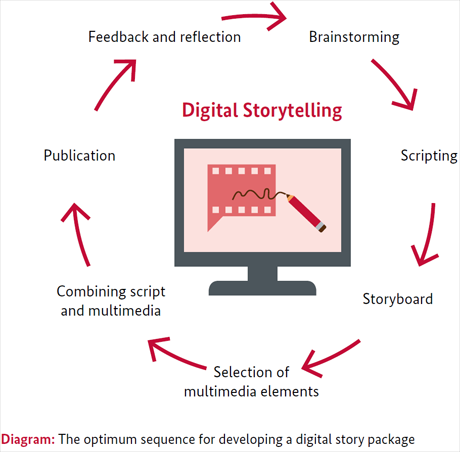 Feedback and reflection
Brainstorming
Digital Storytelling
Publication
Scripting
Combining script
and multimedia
Storyboard
Selection of
multimedia elements
Diagram: The optimum sequence for developing a digital story package